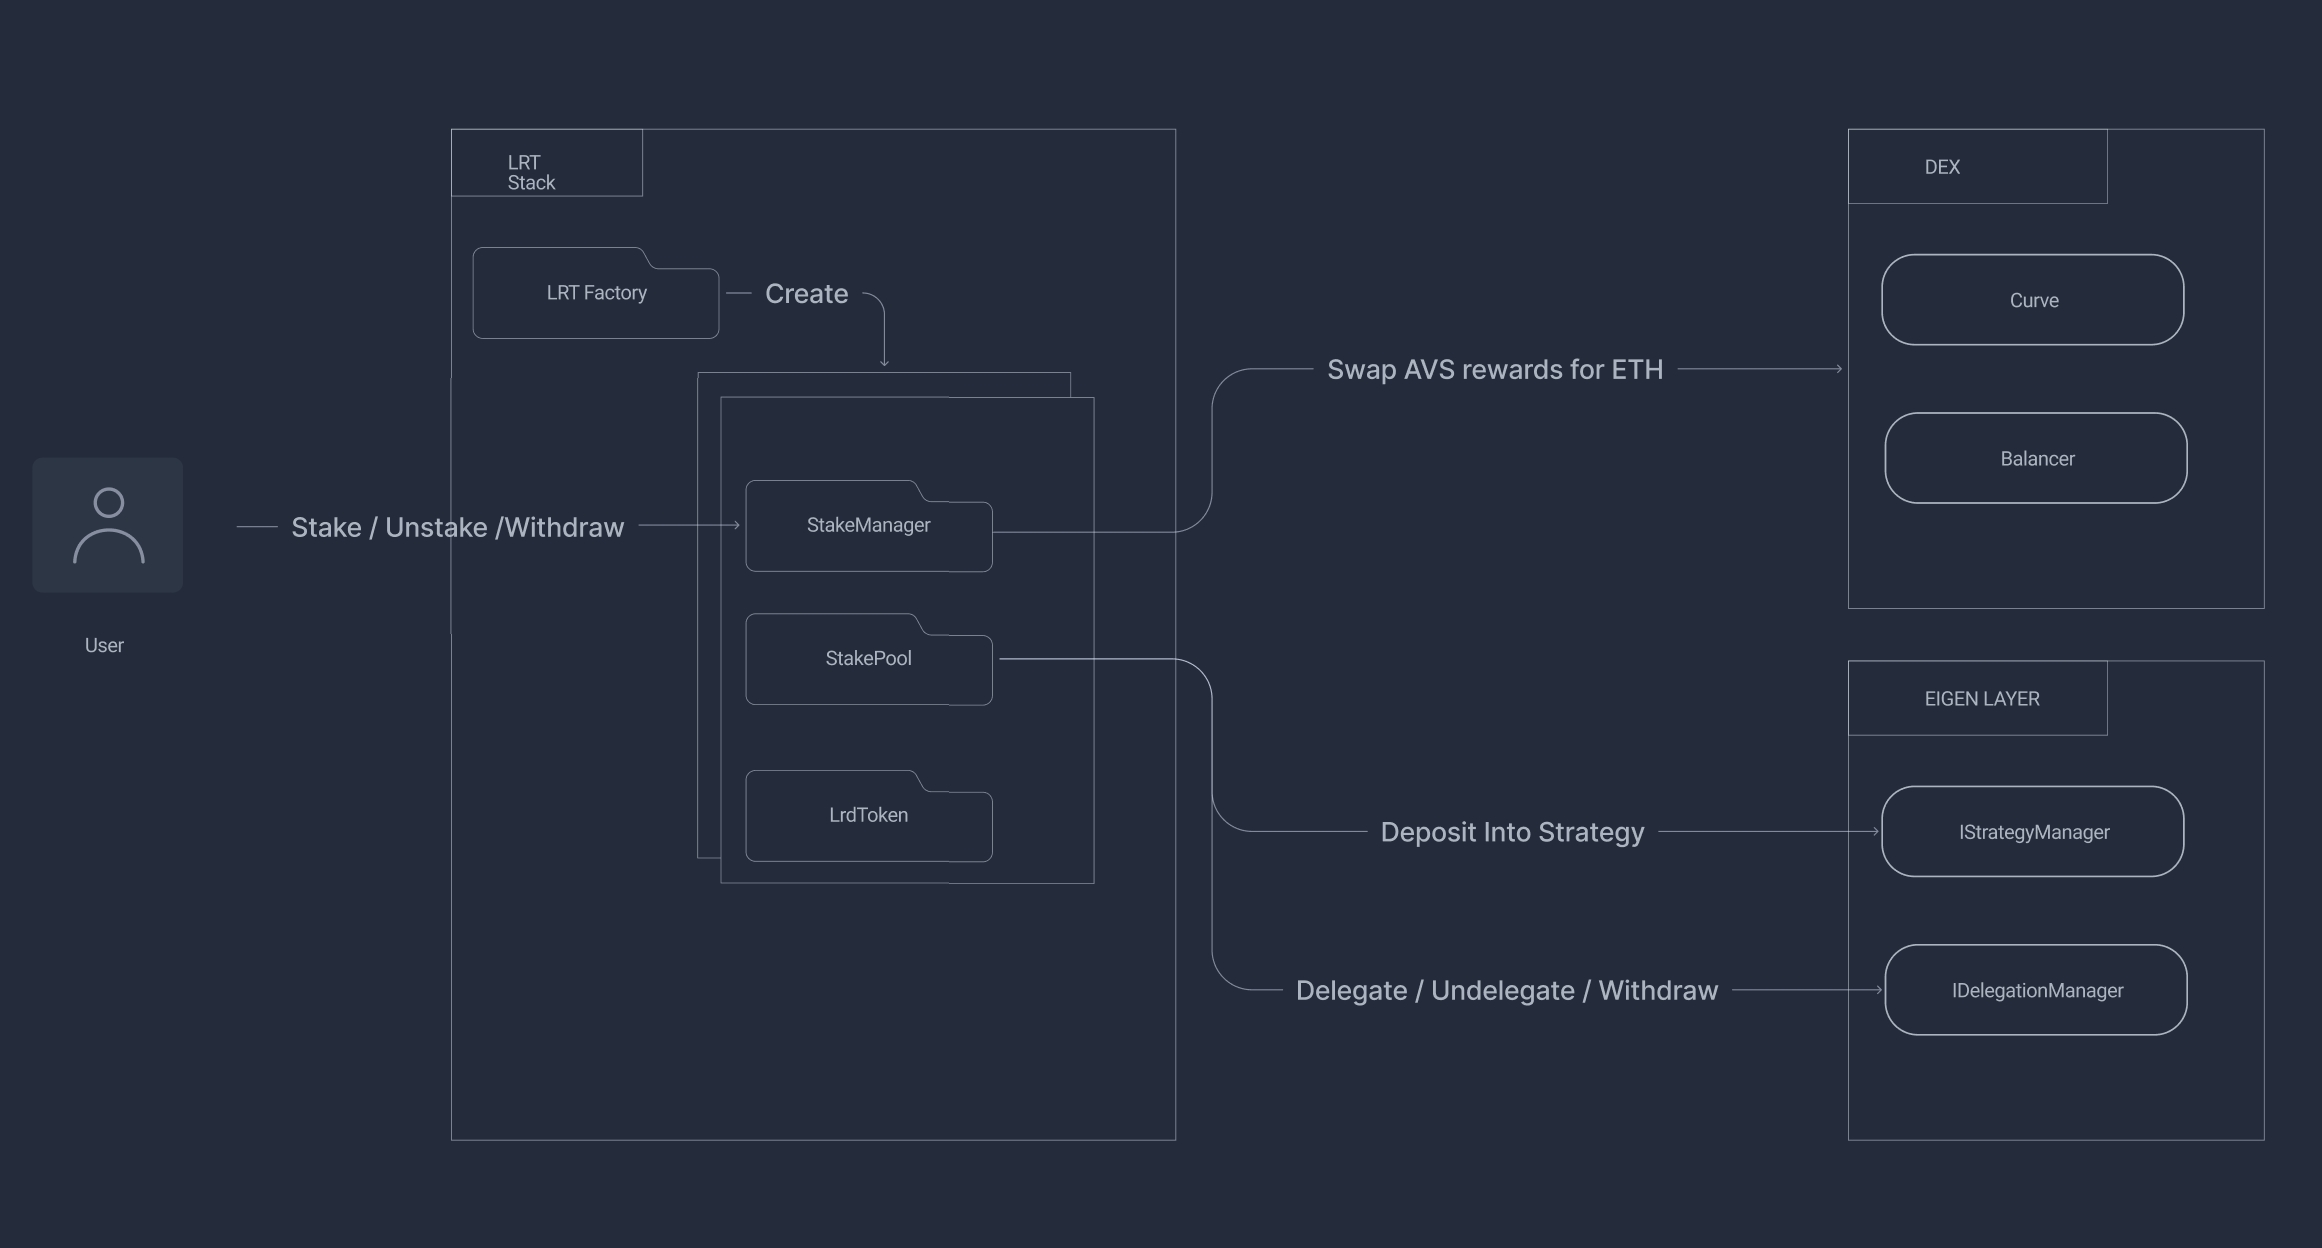 LRT
Stack
LRT Factory
Create
Stake / Unstake /Withdraw
StakeManager
StakePool
LrdToken
User
Swap AVS rewards for ETH
DEX
Curve
Balancer
EIGEN LAYER
Deposit Into Strategy
IStrategyManager
Delegate / Undelegate / Withdraw
IDelegationManager